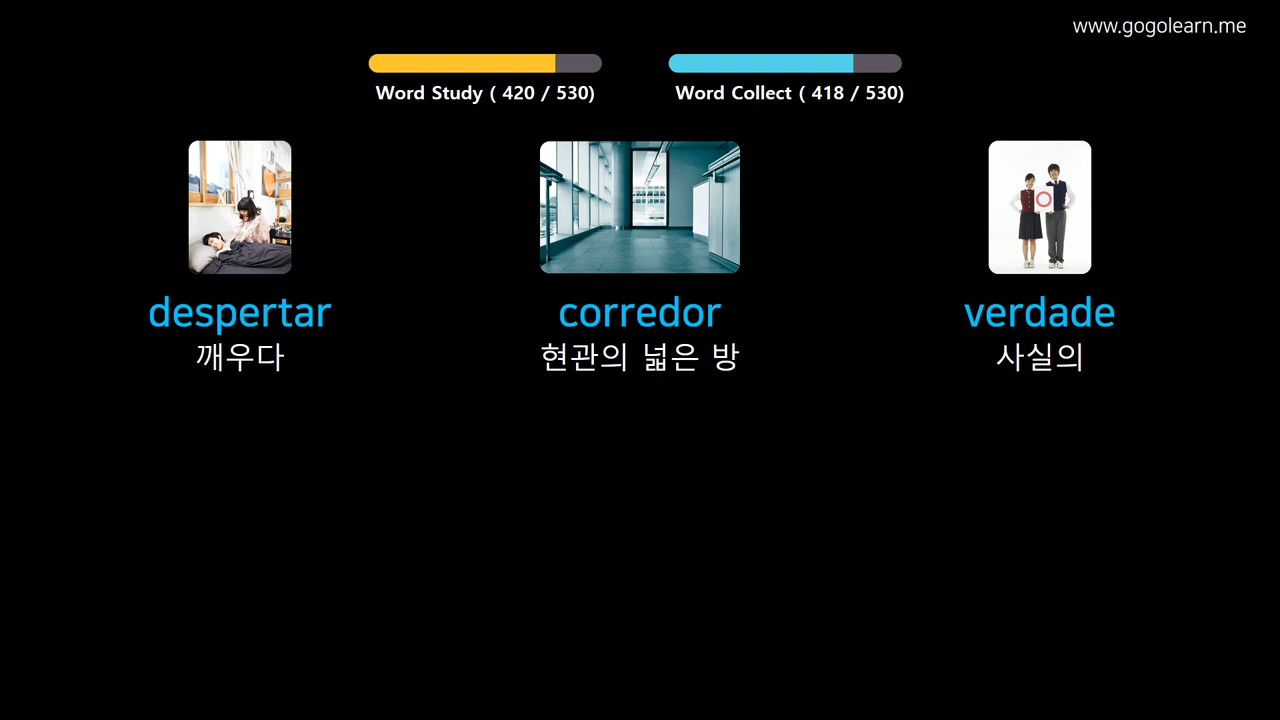 www.gogolearn.me
Word Study ( 420 / 530)
Word Collect ( 418 / 530)
despertar
깨우다
corredor
현관의 넓은 방
verdade
사실의